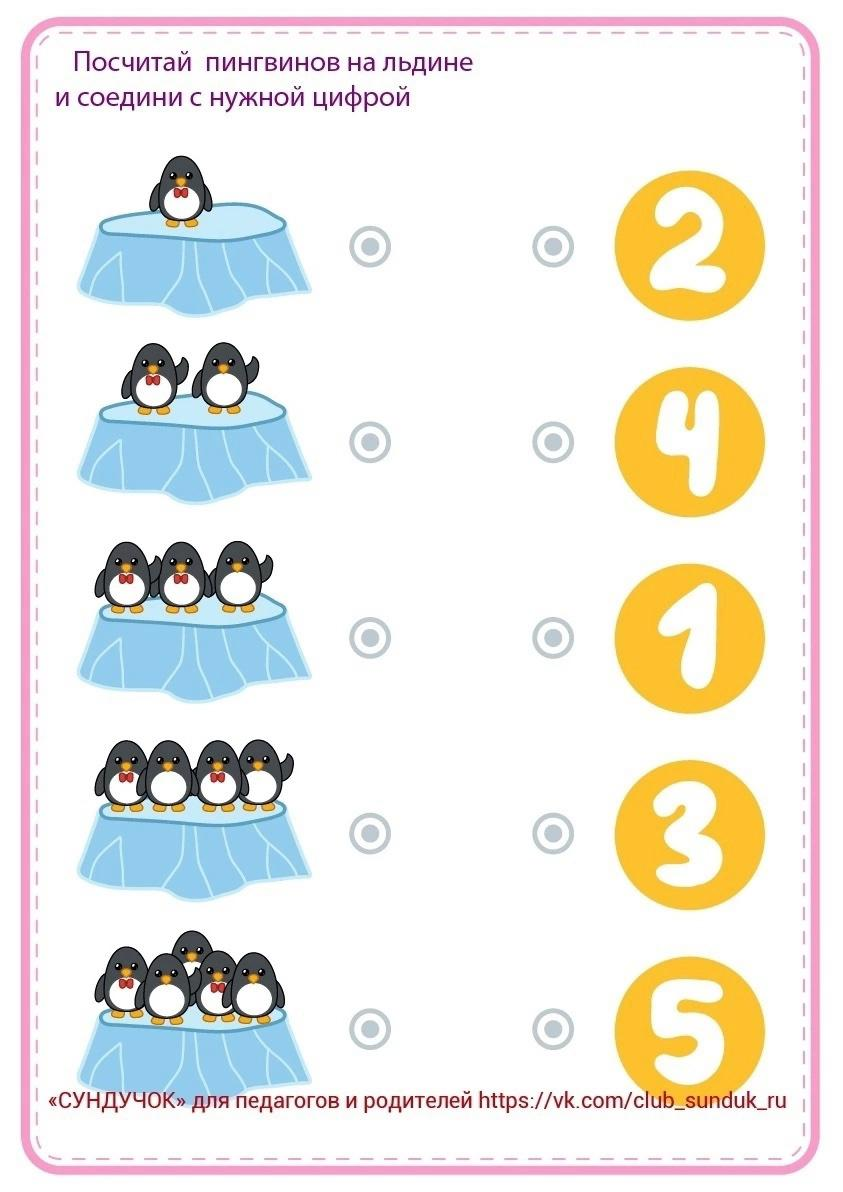 Посчитай пингвинов на льдине
и соедини с нужной цифрой
2
4
1
3
5
«СУНДУЧОК» для педагогов и родителей https://vk.com/club_sunduk_ru